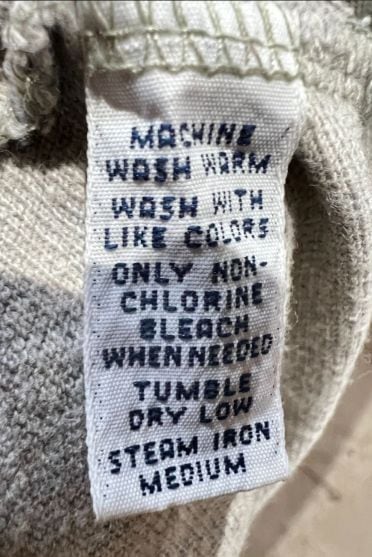 MACHINE
WASH WARM
WASH WITH
LIKE COLORS
ONLY NON-
CHLORINE
BLEACH
WHEN NEEDED
TUMBLE
DRY LOW
STEAM IRON
MEDIUM